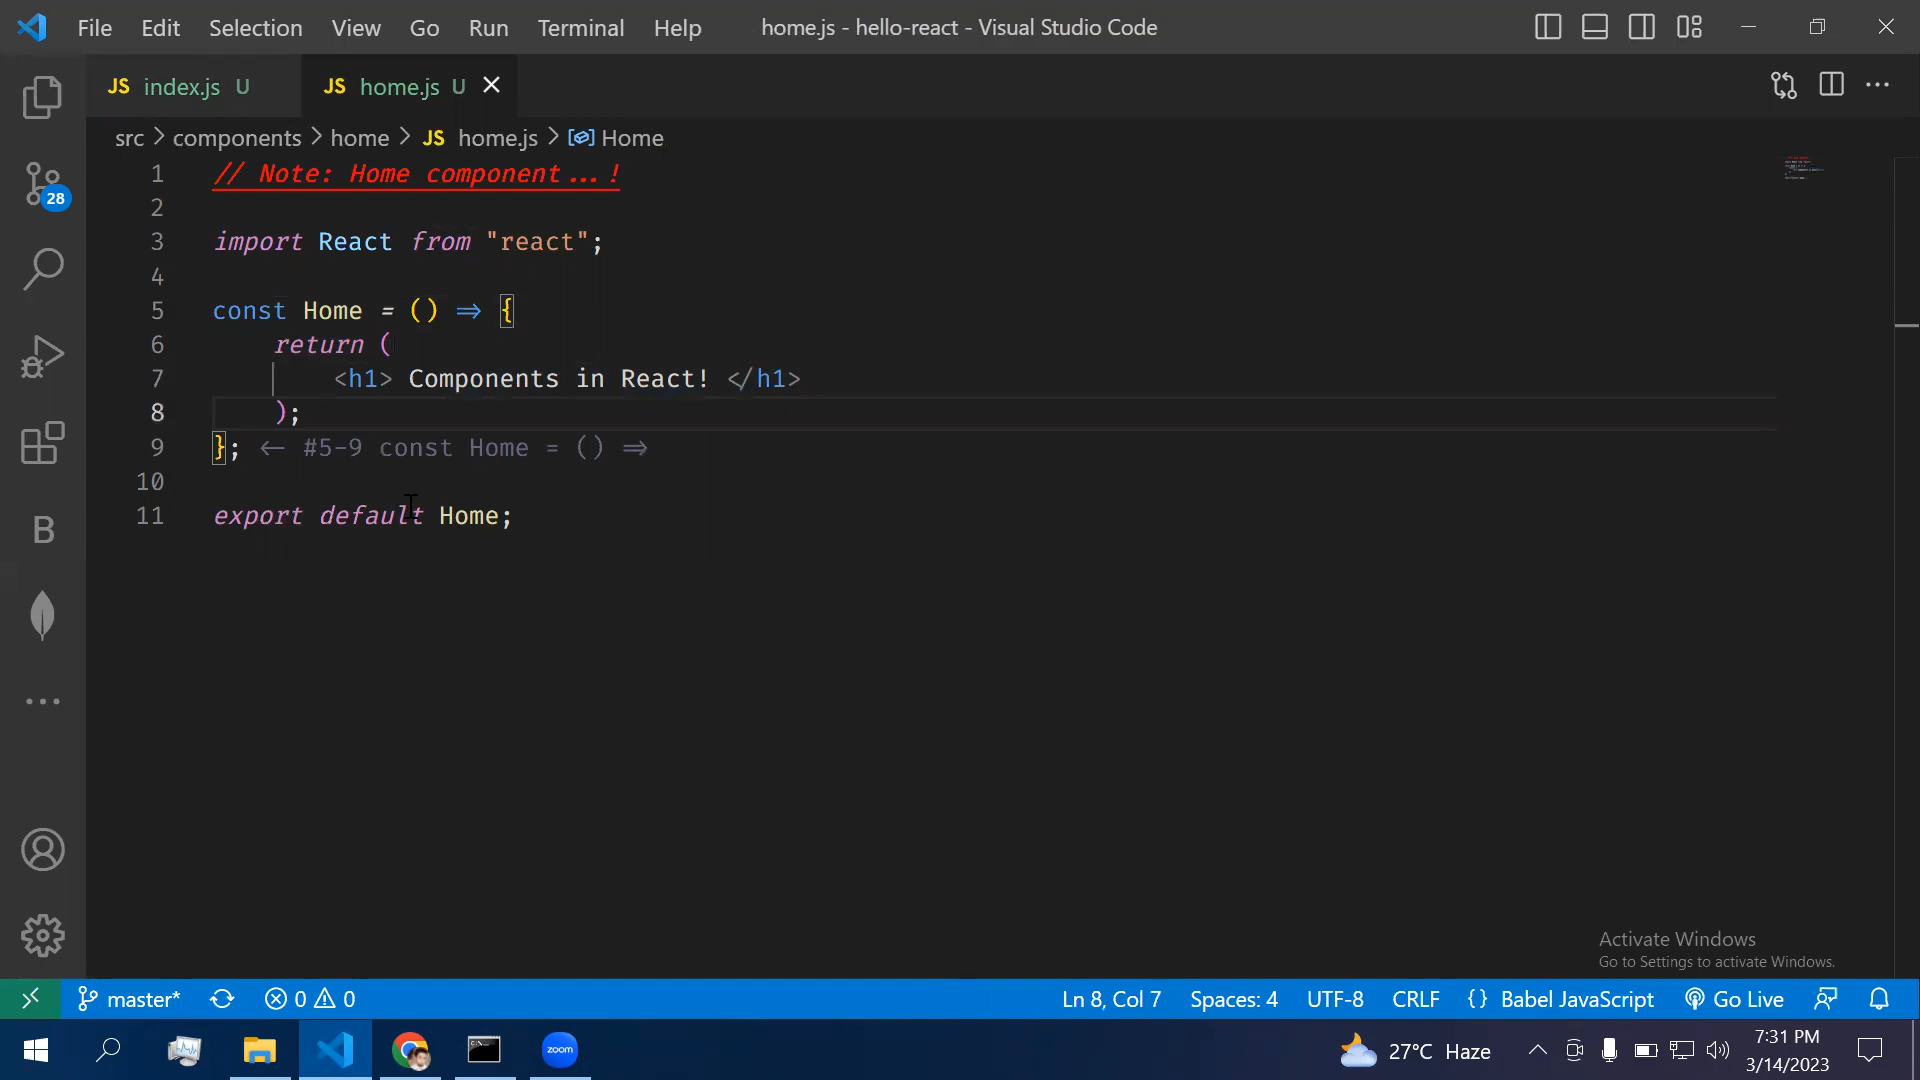 File Edit Selection View Go Run Terminal Help home.js - hello-react - Visual Studio Code
JS index.js U JS home.js U
src > components > home > JS home.js > Home
28
1 // Note: Home component...!
2
3 import React from "react";
4
5 const Home = () => {
6 return (
7 <h1> Components in React! </h1>
8 );
9 }; <- #5-9 const Home = () =>
10
11 export default Home;
B
Activate Windows
Go to Settings to activate Windows.
master* 0 0 Ln 8, Col 7 Spaces: 4 UTF-8 CRLF {} Babel JavaScript Go Live
zoom 27°C Haze 7:31 PM
3/14/2023